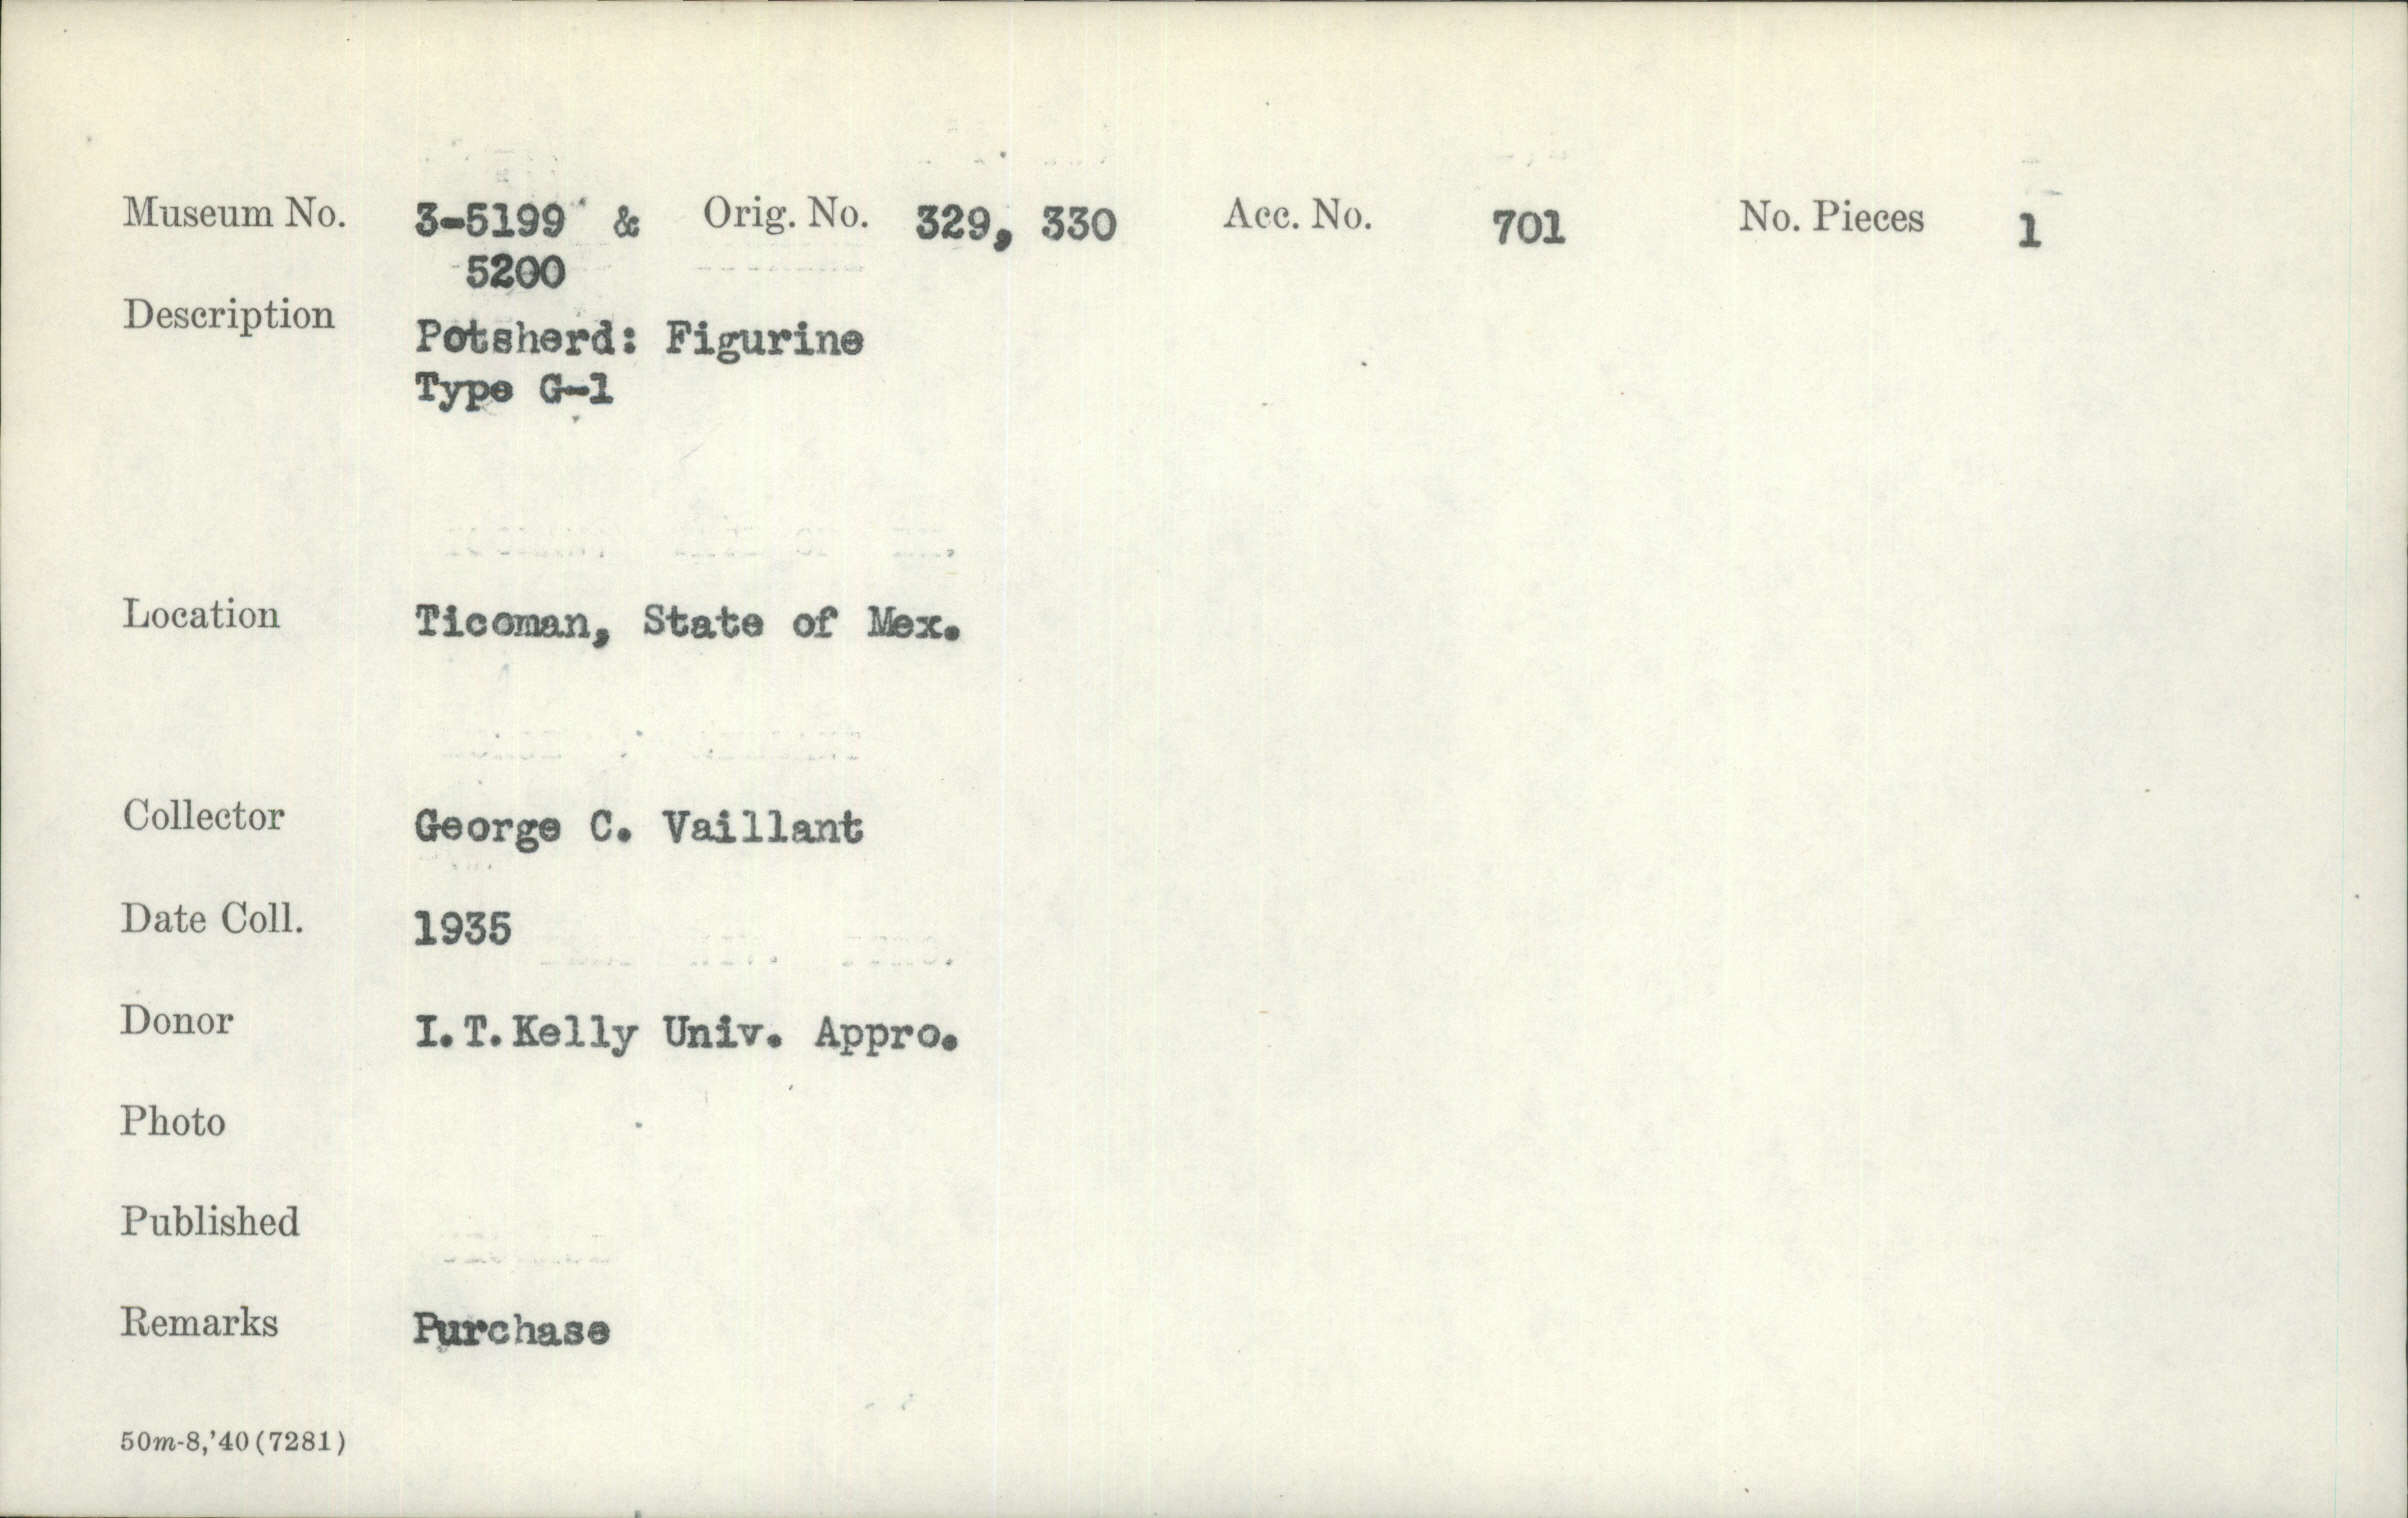 Museum No. 3-5199 & Orig. No. 329, 330 Acc. No. 701 No. Pieces 1
5200
Description Potsherd: Figurine
Type G-1
Location Ticoman, State of Mex.
Collector George C. Vaillant
Date Coll. 1935
Donor I.T.Kelly Univ. Appro.
Photo
Published
Remarks Purchase
50m-8,'40(7281)